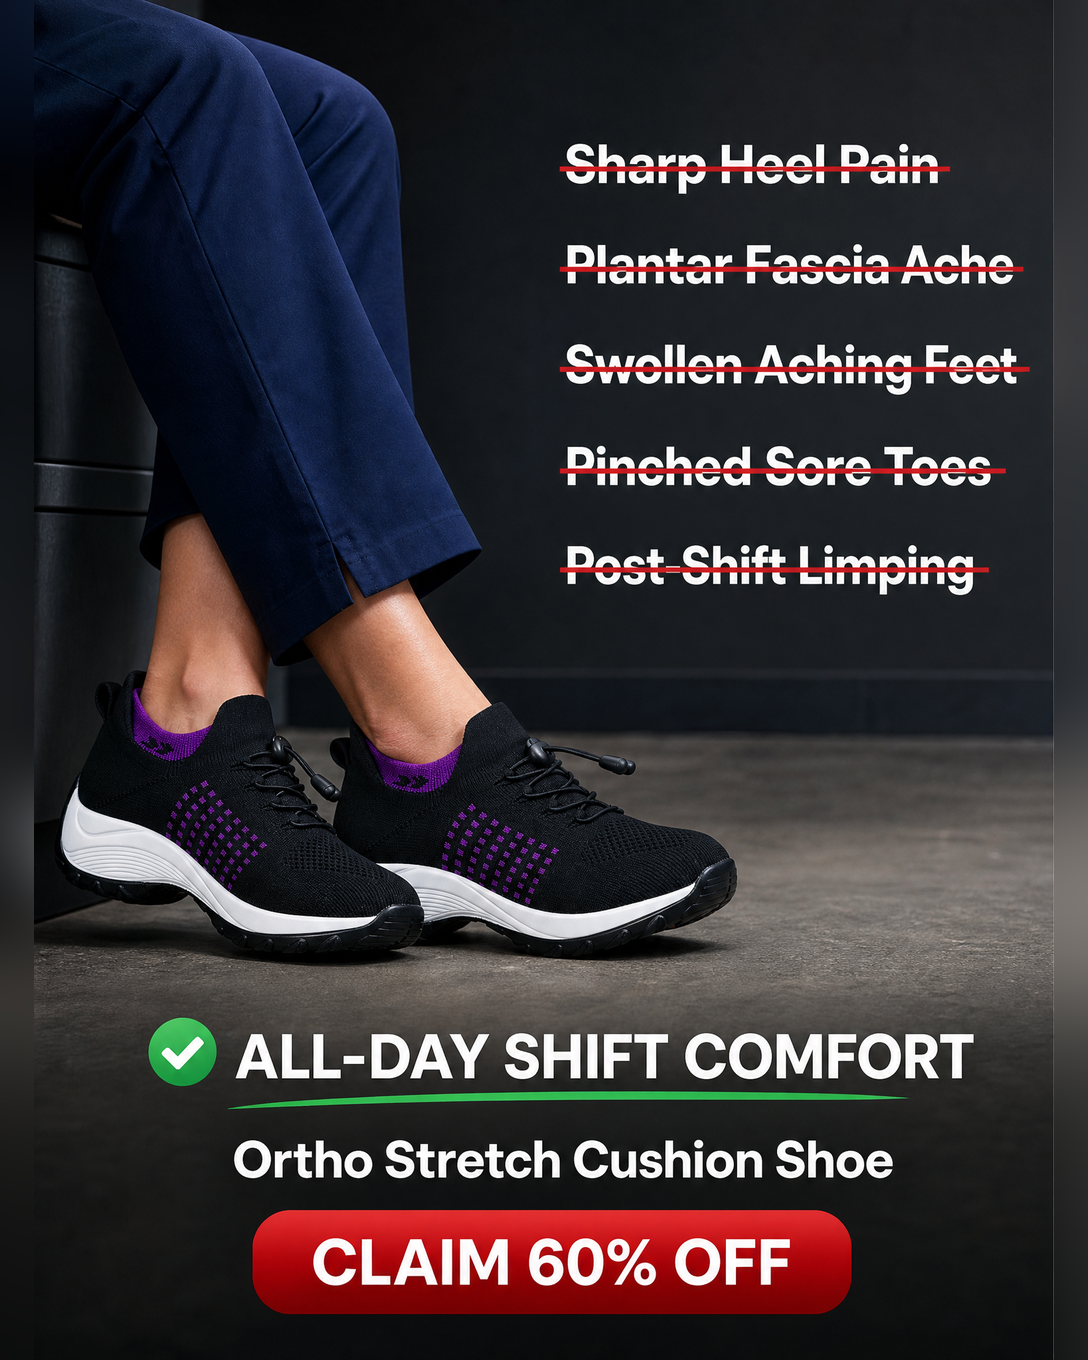 Sharp Heel Pain
Plantar Fascia Ache
Swollen Aching Feet
Pinched Sore Toes
Post-Shift Limping
ALL-DAY SHIFT COMFORT
Ortho Stretch Cushion Shoe
CLAIM 60% OFF